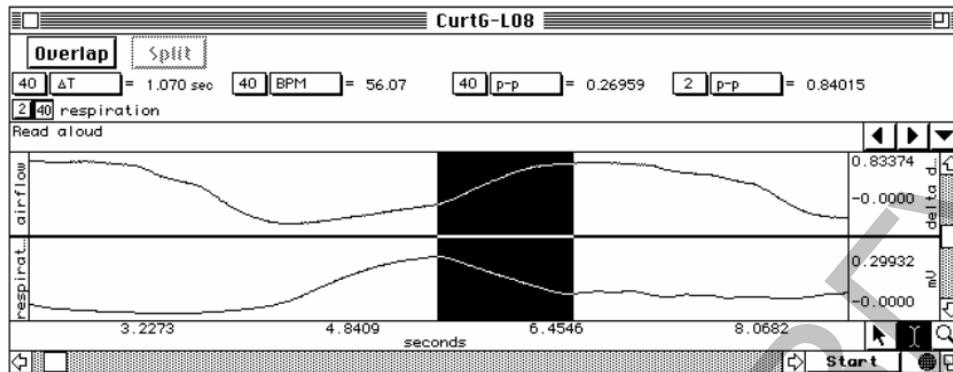 CurtG-L08
Overlap Split
40 ΔT = 1.070 sec 40 BPM = 56.07 40 p-p = 0.26959 2 p-p = 0.84015
2 40 respiration
Read aloud
airflow
0.83374
-0.0000
delta d..
respirat..
0.29932
-0.0000
mV
3.2273 4.8409 6.4546 8.0682
seconds
Start